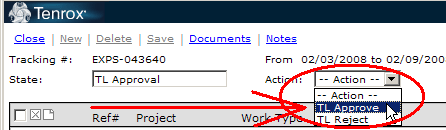 Tenrox
Close | New | Delete | Save | Documents | Notes
Tracking #: EXPS-043640 From 02/03/2008 to 02/09/200
State: TL Approval Action: -- Action --
-- Action --
TL Approve
TL Reject
Ref# Project Work Type